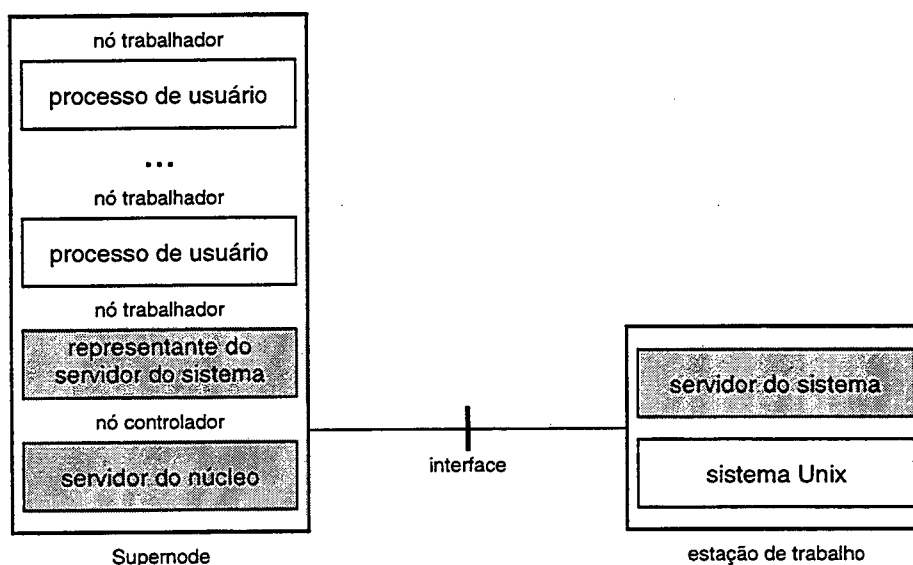 nó trabalhador
processo de usuário
...
nó trabalhador
processo de usuário
nó trabalhador
representante do
servidor do sistema
nó controlador
servidor do núcleo
Supernode
interface
servidor do sistema
sistema Unix
estação de trabalho